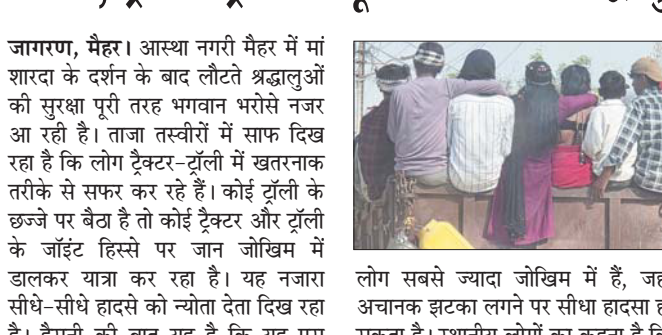 जागरण, मैहर। आस्था नगरी मैहर में मां
शारदा के दर्शन के बाद लौटते श्रद्धालुओं
की सुरक्षा पूरी तरह भगवान भरोसे नजर
आ रही है। ताजा तस्वीरों में साफ दिख
रहा है कि लोग ट्रैक्टर-ट्रॉली में खतरनाक
तरीके से सफर कर रहे हैं। कोई ट्रॉली के
छज्जे पर बैठा है तो कोई ट्रैक्टर और ट्रॉली
के जॉइंट हिस्से पर जान जोखिम में
डालकर यात्रा कर रहा है। यह नजारा
सीधे-सीधे हादसे को न्योता देता दिख रहा
लोग सबसे ज्यादा जोखिम में हैं,
अचानक झटका लगने पर सीधा हादसा